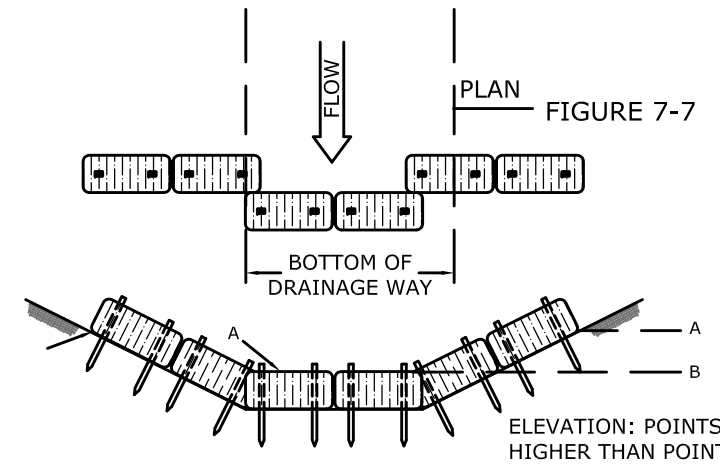 FLOW
PLAN
FIGURE 7-7
BOTTOM OF
DRAINAGE WAY
A
A
B
ELEVATION: POINTS
HIGHER THAN POINT